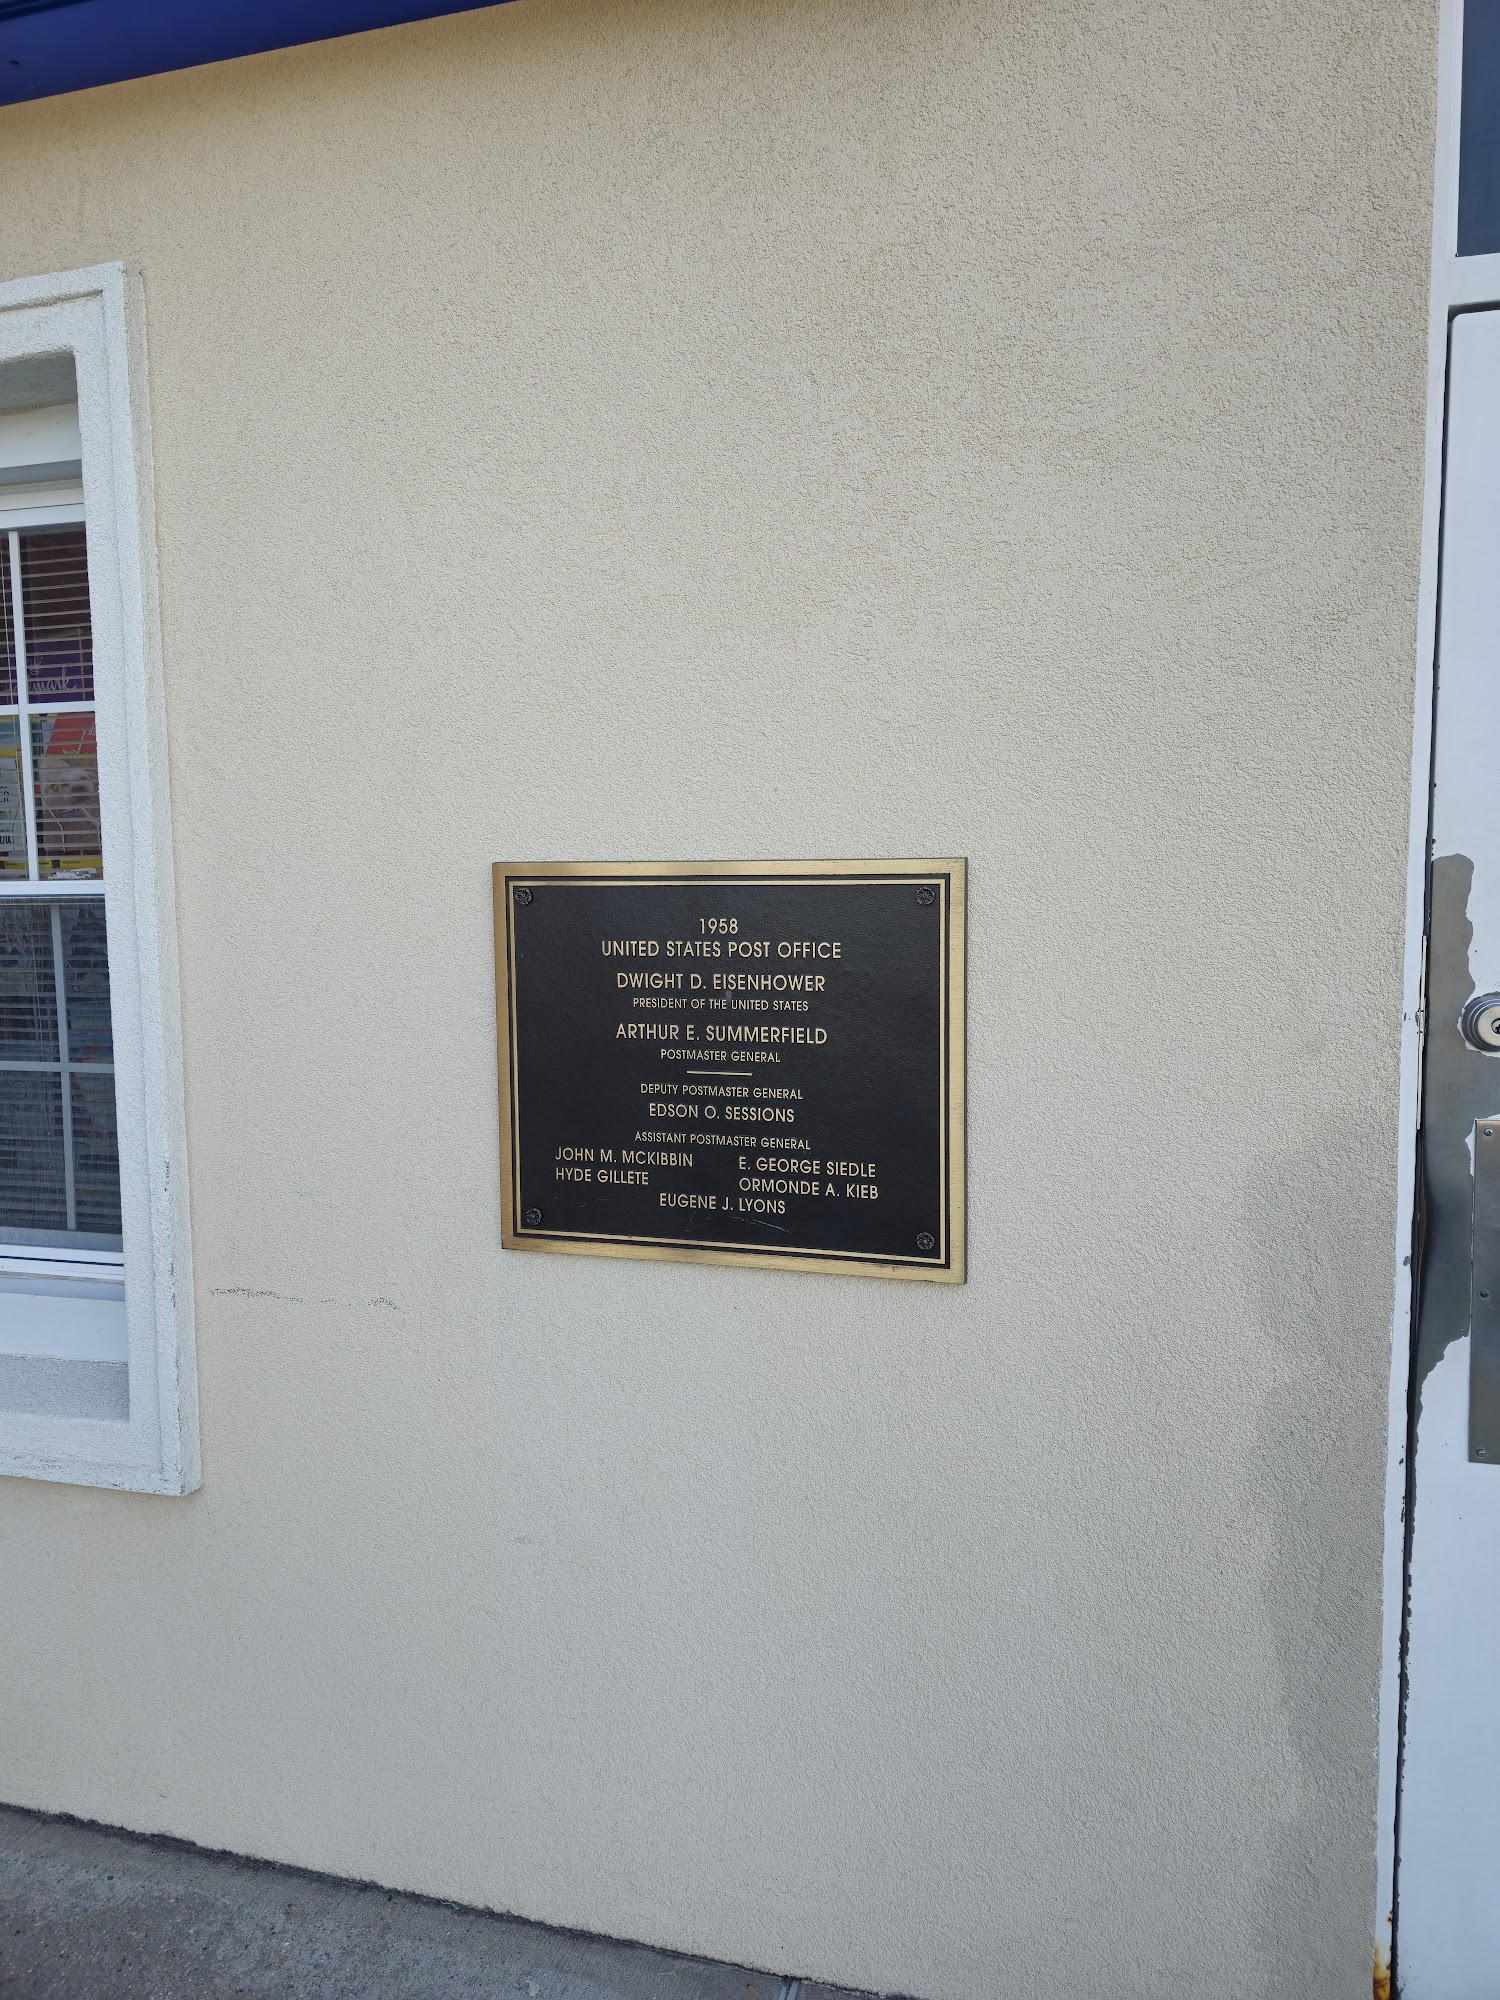 1958
UNITED STATES POST OFFICE
DWIGHT D. EISENHOWER
PRESIDENT OF THE UNITED STATES
ARTHUR E. SUMMERFIELD
POSTMASTER GENERAL
DEPUTY POSTMASTER GENERAL
EDSON O. SESSIONS
ASSISTANT POSTMASTER GENERAL
JOHN M. MCKIBBIN E. GEORGE SIEDLE
HYDE GILLETE ORMONDE A. KIEB
EUGENE J. LYONS